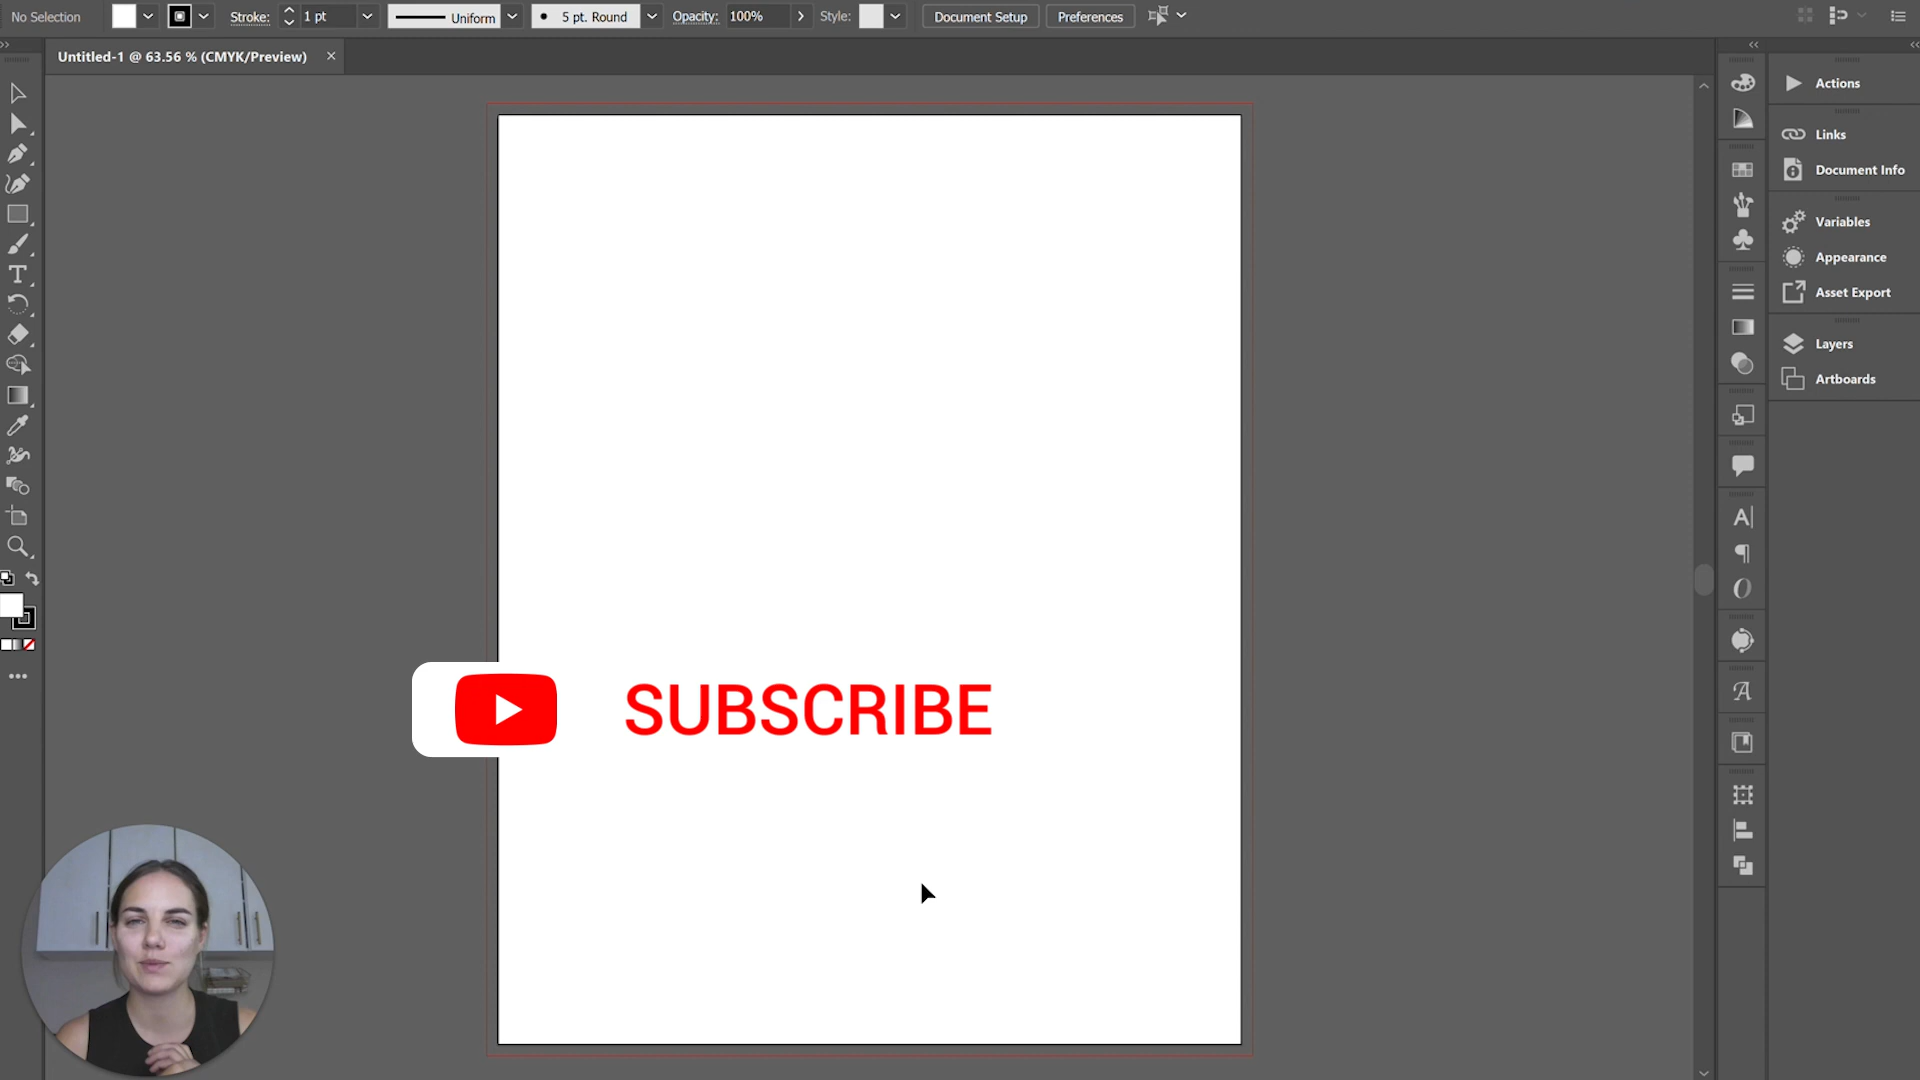 No Selection Stroke: 1 pt Uniform 5 pt. Round Opacity: 100% Style: Document Setup Preferences
Untitled-1 @ 63.56 % (CMYK/Preview)
Actions
Links
Document Info
Variables
Appearance
Asset Export
Layers
Artboards
SUBSCRIBE